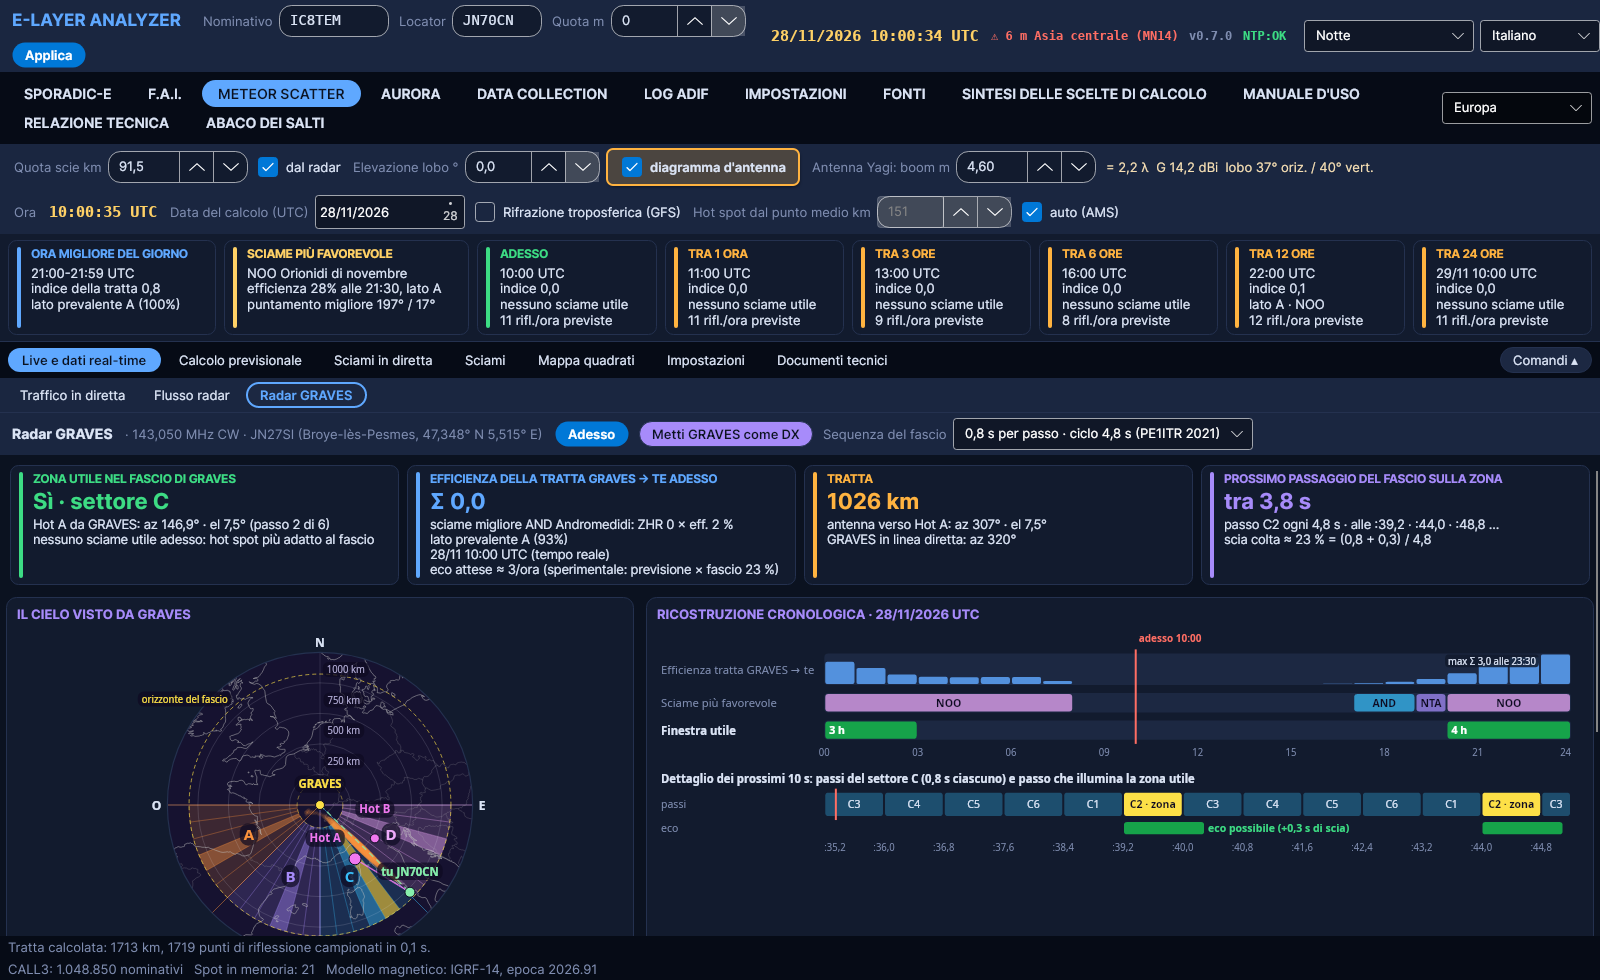 E-LAYER ANALYZER Nominativo IC8TEM Locator JN70CN Quota m 0
Applica
28/11/2026 10:00:34 UTC ⚠ 6 m Asia centrale (MN14) v0.7.0 NTP:OK Notte Italiano
SPORADIC-E F.A.I. METEOR SCATTER AURORA DATA COLLECTION LOG ADIF IMPOSTAZIONI FONTI SINTESI DELLE SCELTE DI CALCOLO MANUALE D'USO
RELAZIONE TECNICA ABACO DEI SALTI
Europa
Quota scie km 91,5 dal radar Elevazione lobo ° 0,0 diagramma d'antenna Antenna Yagi: boom m 4,60 = 2,2 λ G 14,2 dBi lobo 37° oriz. / 40° vert.
Ora 10:00:35 UTC Data del calcolo (UTC) 28/11/2026 28 Rifrazione troposferica (GFS) Hot spot dal punto medio km 151 auto (AMS)
ORA MIGLIORE DEL GIORNO
21:00-21:59 UTC
indice della tratta 0,8
lato prevalente A (100%)
SCIAME PIÙ FAVOREVOLE
NOO Orionidi di novembre
efficienza 28% alle 21:30, lato A
puntamento migliore 197° / 17°
ADESSO
10:00 UTC
indice 0,0
nessuno sciame utile
11 rifl./ora previste
TRA 1 ORA
11:00 UTC
indice 0,0
nessuno sciame utile
11 rifl./ora previste
TRA 3 ORE
13:00 UTC
indice 0,0
nessuno sciame utile
9 rifl./ora previste
TRA 6 ORE
16:00 UTC
indice 0,0
nessuno sciame utile
8 rifl./ora previste
TRA 12 ORE
22:00 UTC
indice 0,1
lato A · NOO
12 rifl./ora previste
TRA 24 ORE
29/11 10:00 UTC
indice 0,0
nessuno sciame utile
11 rifl./ora previste
Live e dati real-time Calcolo previsionale Sciami in diretta Sciami Mappa quadrati Impostazioni Documenti tecnici Comandi ▴
Traffico in diretta Flusso radar Radar GRAVES
Radar GRAVES · 143,050 MHz CW · JN27SI (Broye-lès-Pesmes, 47,348° N 5,515° E) Adesso Metti GRAVES come DX Sequenza del fascio 0,8 s per passo · ciclo 4,8 s (PE1ITR 2021)
ZONA UTILE NEL FASCIO DI GRAVES
Sì · settore C
Hot A da GRAVES: az 146,9° · el 7,5° (passo 2 di 6)
nessuno sciame utile adesso: hot spot più adatto al fascio
EFFICIENZA DELLA TRATTA GRAVES → TE ADESSO
Σ 0,0
sciame migliore AND Andromedidi: ZHR 0 × eff. 2 %
lato prevalente A (93%)
28/11 10:00 UTC (tempo reale)
eco attese ≈ 3/ora (sperimentale: previsione × fascio 23 %)
TRATTA
1026 km
antenna verso Hot A: az 307° · el 7,5°
GRAVES in linea diretta: az 320°
PROSSIMO PASSAGGIO DEL FASCIO SULLA ZONA
tra 3,8 s
passo C2 ogni 4,8 s · alle :39,2 · :44,0 · :48,8 ...
scia colta ≈ 23 % = (0,8 + 0,3) / 4,8
IL CIELO VISTO DA GRAVES
N
1000 km
orizzonte del fascio
750 km
500 km
250 km
GRAVES
O
E
Hot B
A
Hot A
D
B
C
tu JN70CN
RICOSTRUZIONE CRONOLOGICA · 28/11/2026 UTC
adesso 10:00
Efficienza tratta GRAVES → te max Σ 3,0 alle 23:30
Sciame più favorevole NOO AND NTA NOO
Finestra utile 3 h 4 h
00 03 06 09 12 15 18 21 24
Dettaglio dei prossimi 10 s: passi del settore C (0,8 s ciascuno) e passo che illumina la zona utile
passi C3 C4 C5 C6 C1 C2 · zona C3 C4 C5 C6 C1 C2 · zona C3
eco eco possibile (+0,3 s di scia)
:35,2 :36,0 :36,8 :37,6 :38,4 :39,2 :40,0 :40,8 :41,6 :42,4 :43,2 :44,0 :44,8
Tratta calcolata: 1713 km, 1719 punti di riflessione campionati in 0,1 s.
CALL3: 1.048.850 nominativi Spot in memoria: 21 Modello magnetico: IGRF-14, epoca 2026.91